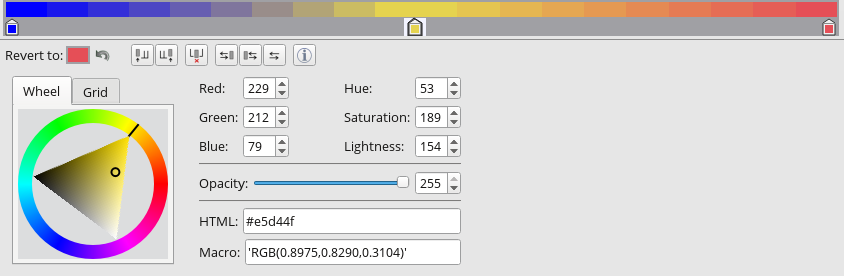 Revert to:
Wheel Grid
Red: 229 Hue: 53
Green: 212 Saturation: 189
Blue: 79 Lightness: 154
Opacity: 255
HTML: #e5d44f
Macro: 'RGB(0.8975,0.8290,0.3104)'